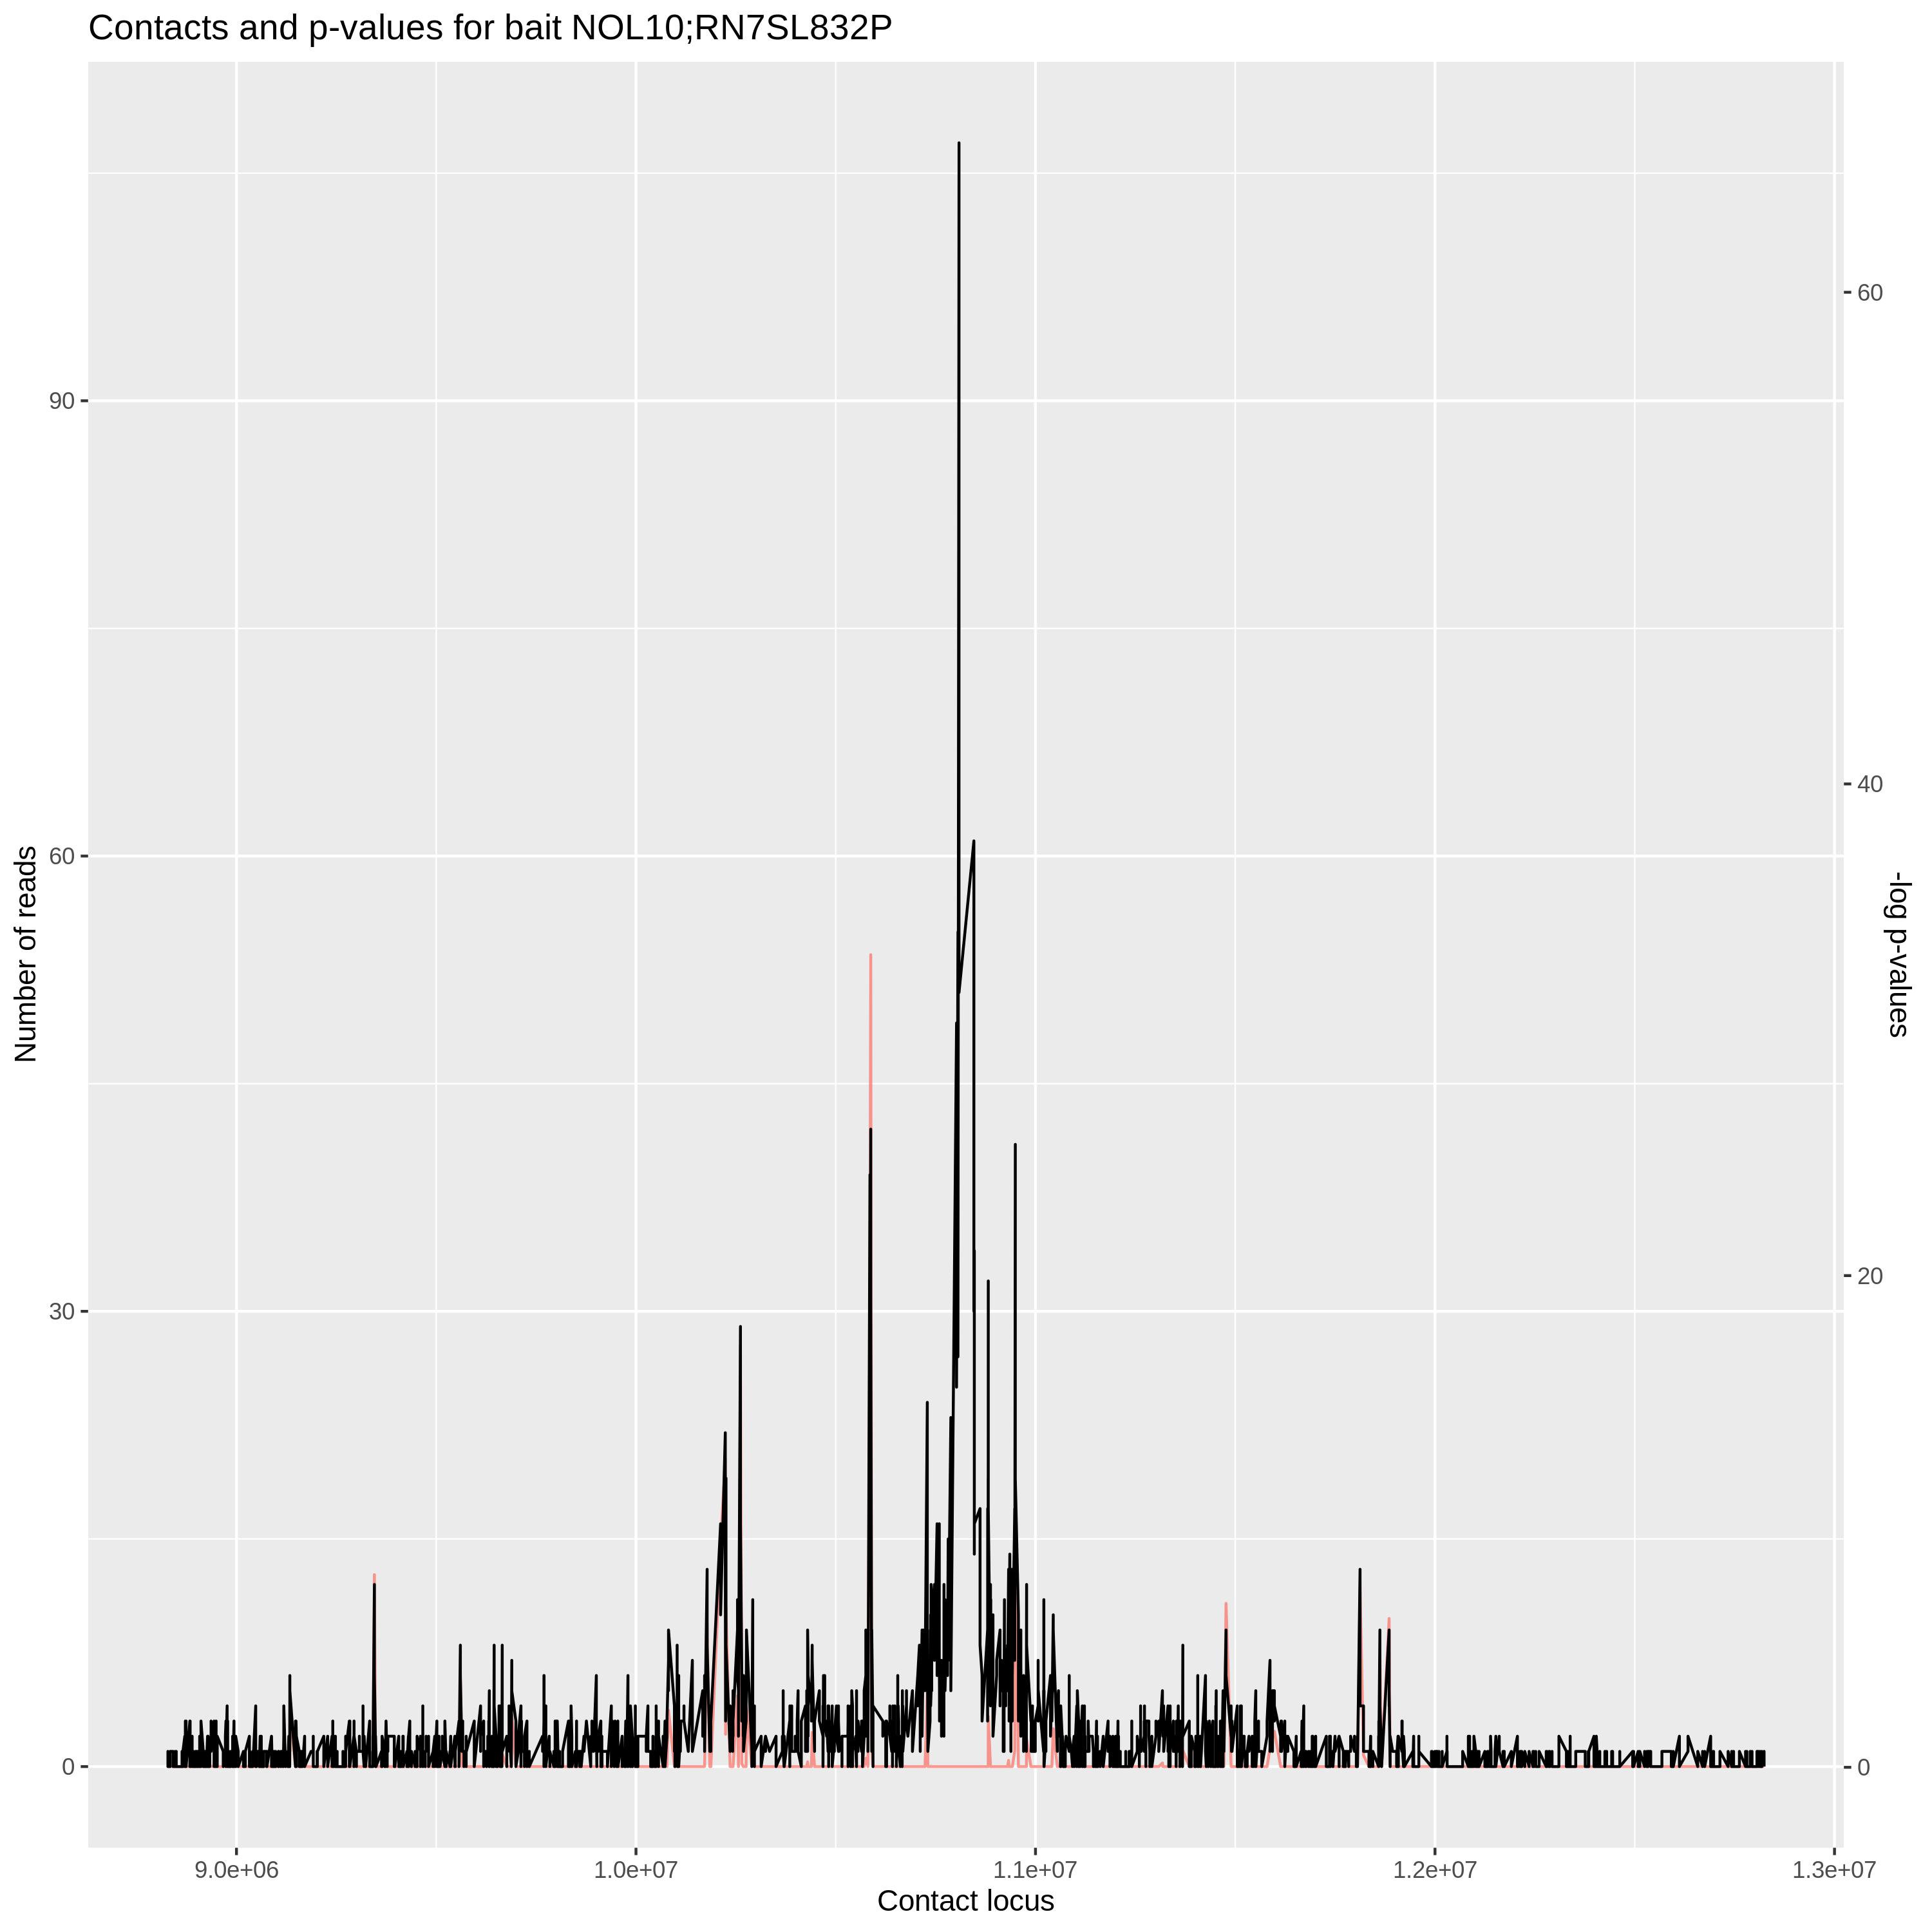 Contacts and p-values for bait NOL10;RN7SL832P
Number of reads
90
60
30
0
60
40
20
0
-log p-values
9.0e+06
1.0e+07
1.1e+07
1.2e+07
1.3e+07
Contact locus